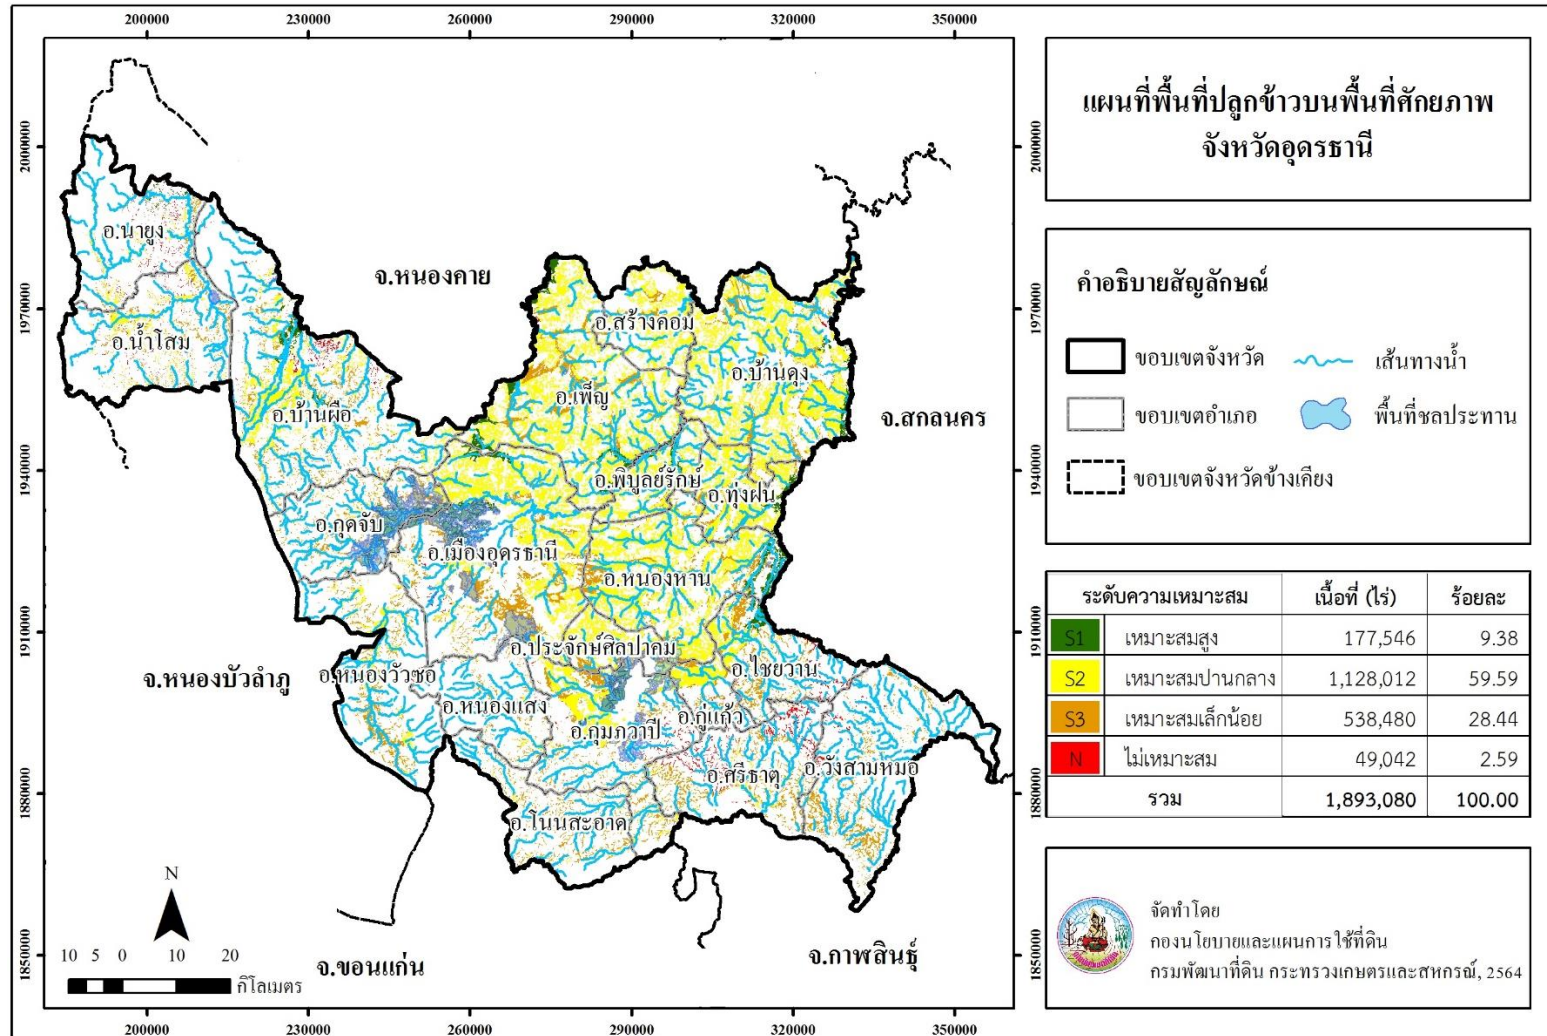 200000 230000 260000 290000 320000 350000
2000000
1970000
1940000
1910000
1880000
1850000
อ.นายูง
อ.น้ำโสม
จ.หนองคาย
อ.สร้างคอม
อ.บ้านดุง
อ.เพ็ญ
อ.บ้านผือ
จ.สกลนคร
อ.พิบูลย์รักษ์
อ.ทุ่งฝน
อ.กุดจับ
อ.เมืองอุดรธานี
อ.หนองหาน
อ.ประจักษ์ศิลปาคม
อ.ไชยวาน
จ.หนองบัวลำภู
อ.หนองวัวซอ
อ.หนองแสง
อ.กุมภวาปี
อ.กู่แก้ว
อ.ศรีธาตุ
อ.วังสามหมอ
อ.โนนสะอาด
จ.ขอนแก่น
จ.กาฬสินธุ์
N
10 5 0 10 20
กิโลเมตร
200000 230000 260000 290000 320000 350000
2000000
1970000
1940000
1910000
1880000
1850000
แผนที่พื้นที่ปลูกข้าวบนพื้นที่ศักยภาพ
จังหวัดอุดรธานี
คำอธิบายสัญลักษณ์
ขอบเขตจังหวัด เส้นทางน้ำ
ขอบเขตอำเภอ พื้นที่ชลประทาน
ขอบเขตจังหวัดข้างเคียง
ระดับความเหมาะสม เนื้อที่ (ไร่) ร้อยละ
S1 เหมาะสมสูง 177,546 9.38
S2 เหมาะสมปานกลาง 1,128,012 59.59
S3 เหมาะสมเล็กน้อย 538,480 28.44
N ไม่เหมาะสม 49,042 2.59
รวม 1,893,080 100.00
จัดทำโดย
กองนโยบายและแผนการใช้ที่ดิน
กรมพัฒนาที่ดิน กระทรวงเกษตรและสหกรณ์, 2564